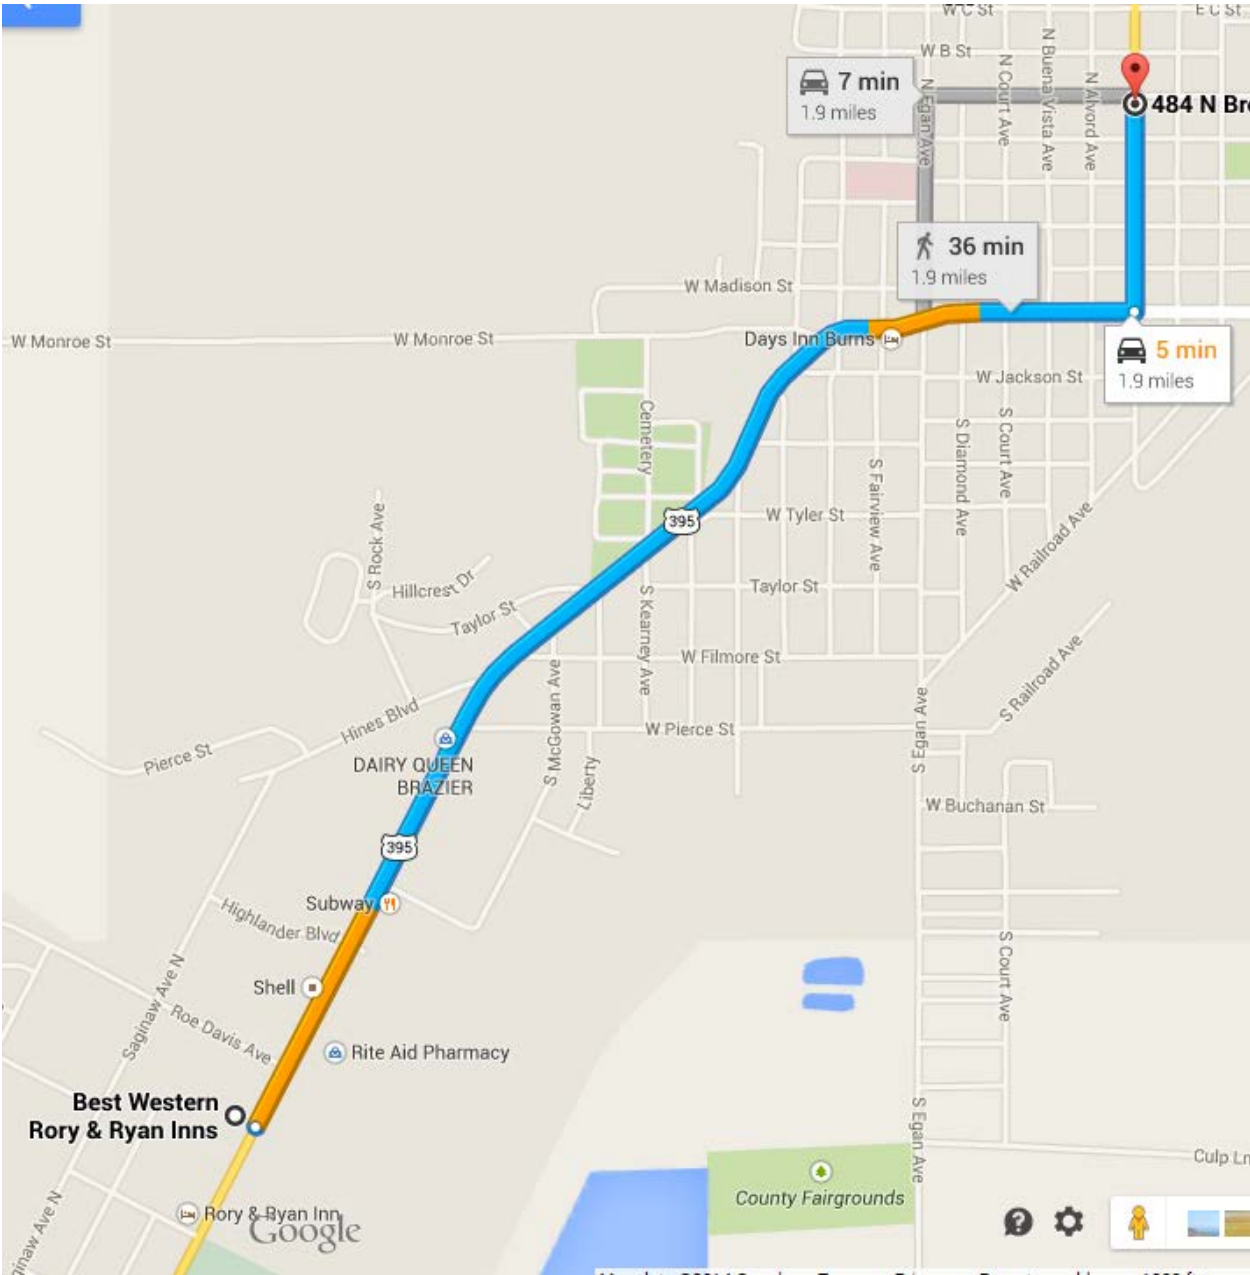 W C St
E C St
W B St
N Egan Ave
N Court Ave
N Buena Vista Ave
N Alvord Ave
7 min
1.9 miles
484 N Bro
36 min
1.9 miles
W Madison St
W Monroe St
W Monroe St
Days Inn Burns
5 min
1.9 miles
W Jackson St
Cemetery
S Diamond Ave
S Court Ave
S Fairview Ave
395
W Tyler St
S Rock Ave
Hillcrest Dr
Taylor St
Taylor St
S Kearney Ave
W Railroad Ave
W Filmore St
S Railroad Ave
S McGowan Ave
S Egan Ave
Hines Blvd
W Pierce St
Pierce St
DAIRY QUEEN
BRAZIER
Liberty
W Buchanan St
395
Subway
Highlander Blvd
S Court Ave
Shell
Saginaw Ave N
Roe Davis Ave
Rite Aid Pharmacy
Best Western
Rory & Ryan Inns
S Egan Ave
Culp Ln
County Fairgrounds
Rory & Ryan Inn
Google
ginaw Ave N